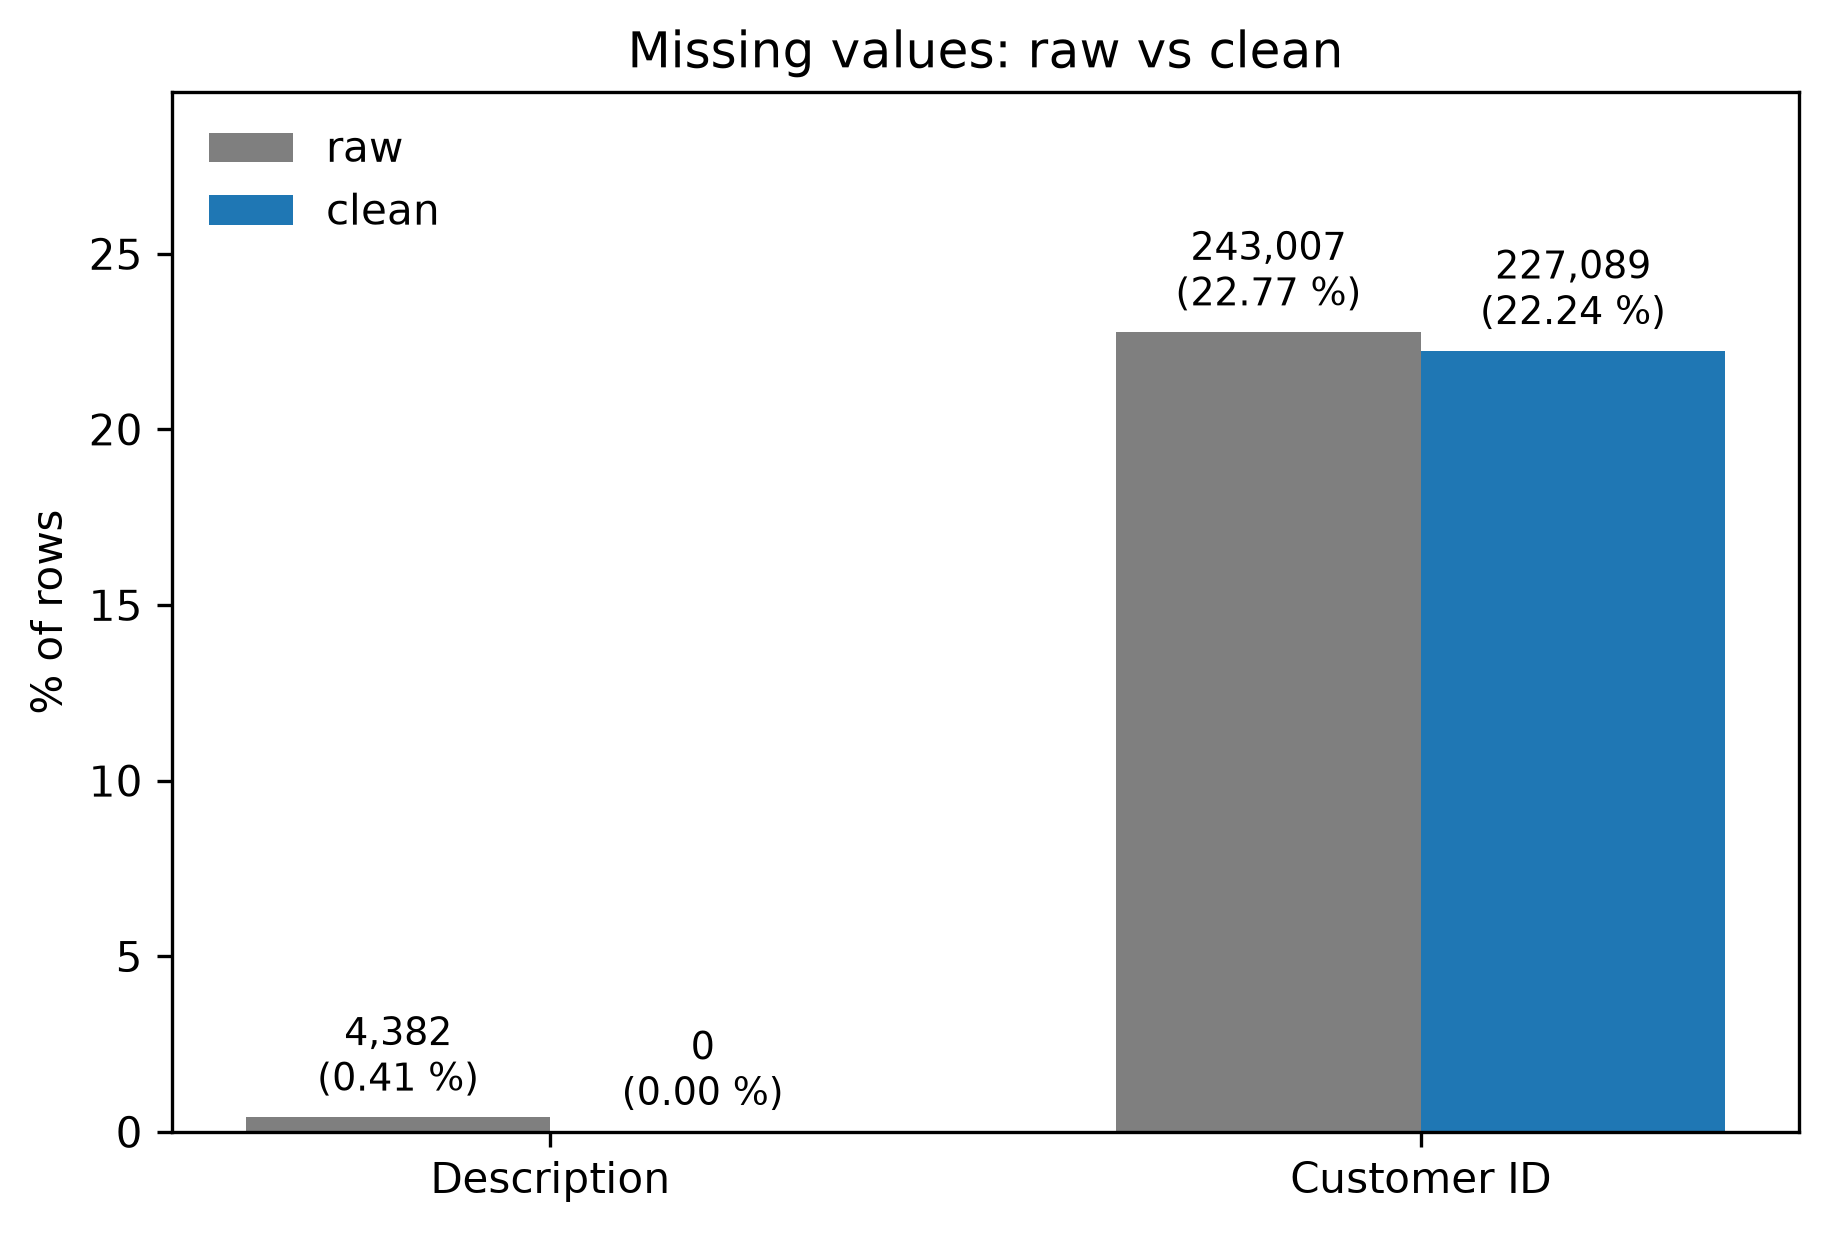 Missing values: raw vs clean
raw
clean
% of rows
25
20
15
10
5
0
4,382
(0.41 %)
0
(0.00 %)
243,007
(22.77 %)
227,089
(22.24 %)
Description
Customer ID